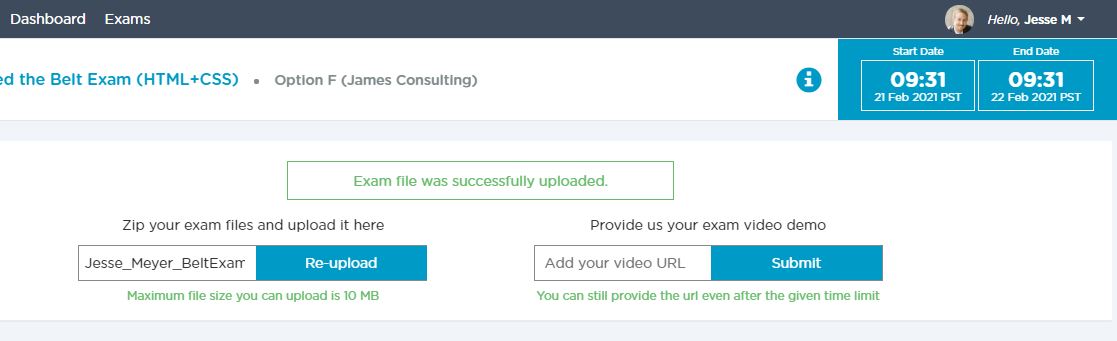 Dashboard Exams Hello, Jesse M
ed the Belt Exam (HTML+CSS) • Option F (James Consulting)
Start Date End Date
09:31 09:31
21 Feb 2021 PST 22 Feb 2021 PST
Exam file was successfully uploaded.
Zip your exam files and upload it here
Jesse_Meyer_BeltExam Re-upload
Maximum file size you can upload is 10 MB
Provide us your exam video demo
Add your video URL Submit
You can still provide the url even after the given time limit